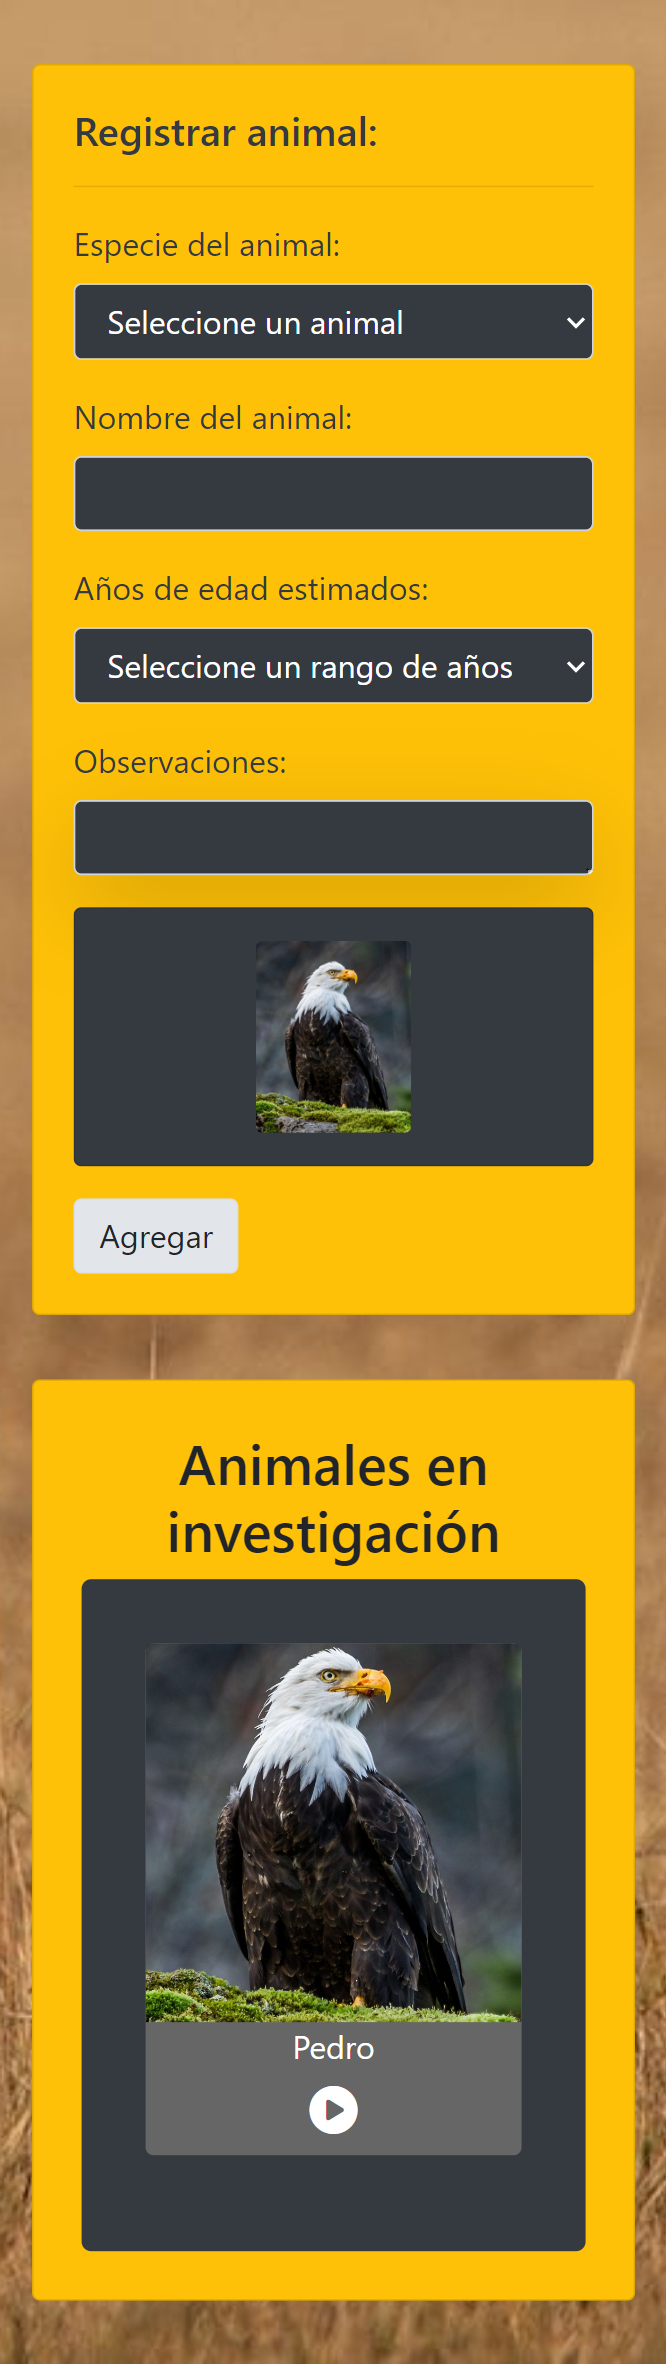 Registrar animal:
Especie del animal:
Seleccione un animal
Nombre del animal:
Años de edad estimados:
Seleccione un rango de años
Observaciones:
Agregar
Animales en
investigación
Pedro